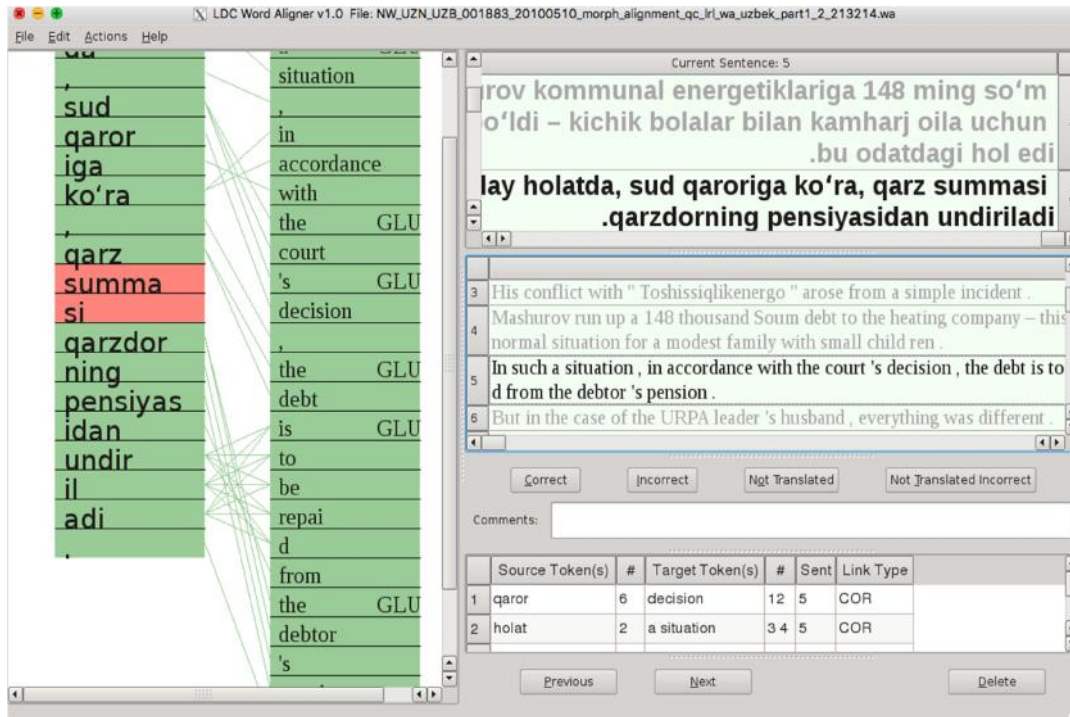 LDC Word Aligner v1.0 File: NW_UZN_UZB_001883_20100510_morph_alignment_qc_lrl_wa_uzbek_part1_2_213214.wa
File Edit Actions Help
,
sud
qaror
iga
koʻra
,
qarz
summa
si
qarzdor
ning
pensiyas
idan
undir
il
adi
.
situation
,
in
accordance
with
the GLU
court
's GLU
decision
,
the GLU
debt
is GLU
to
be
repai
d
from
the GLU
debtor
's
Current Sentence: 5
urov kommunal energetiklariga 148 ming soʻm
oʻldi – kichik bolalar bilan kamharj oila uchun
.bu odatdagi hol edi
lay holatda, sud qaroriga koʻra, qarz summasi
.qarzdorning pensiyasidan undiriladi
3 His conflict with " Toshissiqlikenergo " arose from a simple incident .
4 Mashurov run up a 148 thousand Soum debt to the heating company – this
normal situation for a modest family with small child ren .
5 In such a situation , in accordance with the court 's decision , the debt is to
d from the debtor 's pension .
6 But in the case of the URPA leader 's husband , everything was different .
Correct Incorrect Not Translated Not Translated Incorrect
Comments:
Source Token(s) # Target Token(s) # Sent Link Type
1 qaror 6 decision 12 5 COR
2 holat 2 a situation 3 4 5 COR
Previous Next Delete